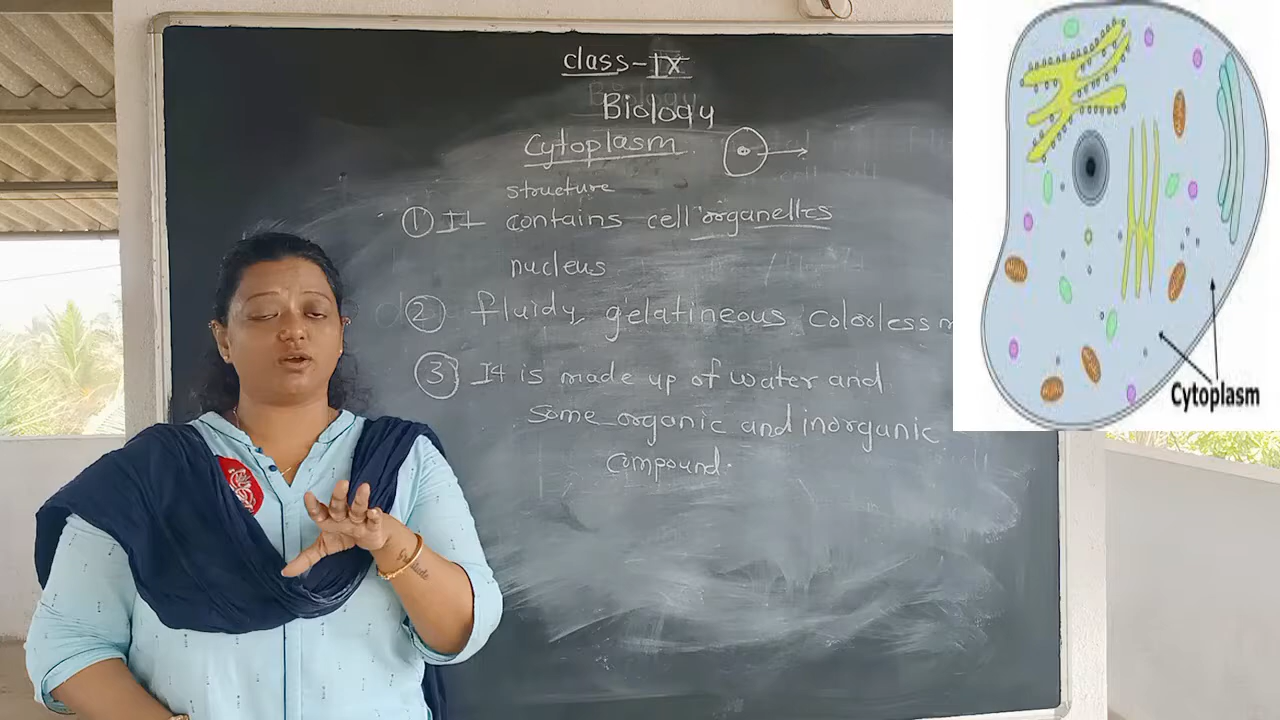 class-IX
Biology
Cytoplasm
structure
① It contains cell organelles
nucleus
② fluidy, gelatineous colorless
③ It is made up of water and
some organic and inorganic
compound.
Cytoplasm